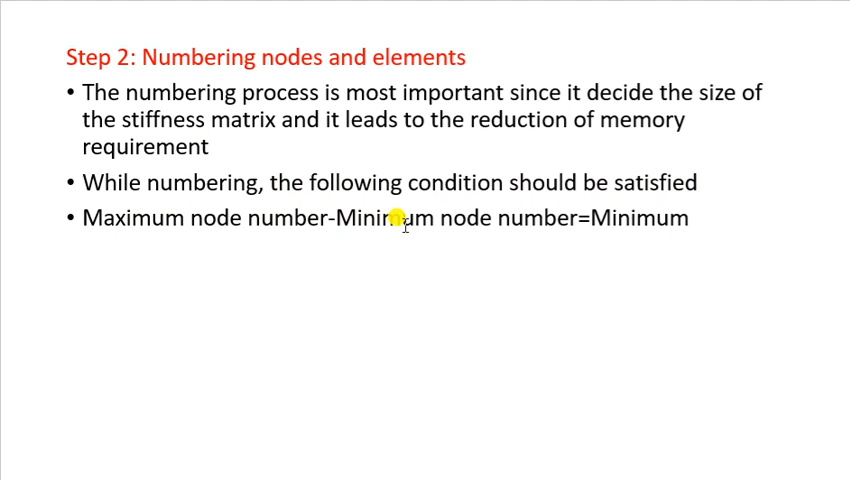 Step 2: Numbering nodes and elements
• The numbering process is most important since it decide the size of
the stiffness matrix and it leads to the reduction of memory
requirement
• While numbering, the following condition should be satisfied
• Maximum node number-Minimum node number=Minimum